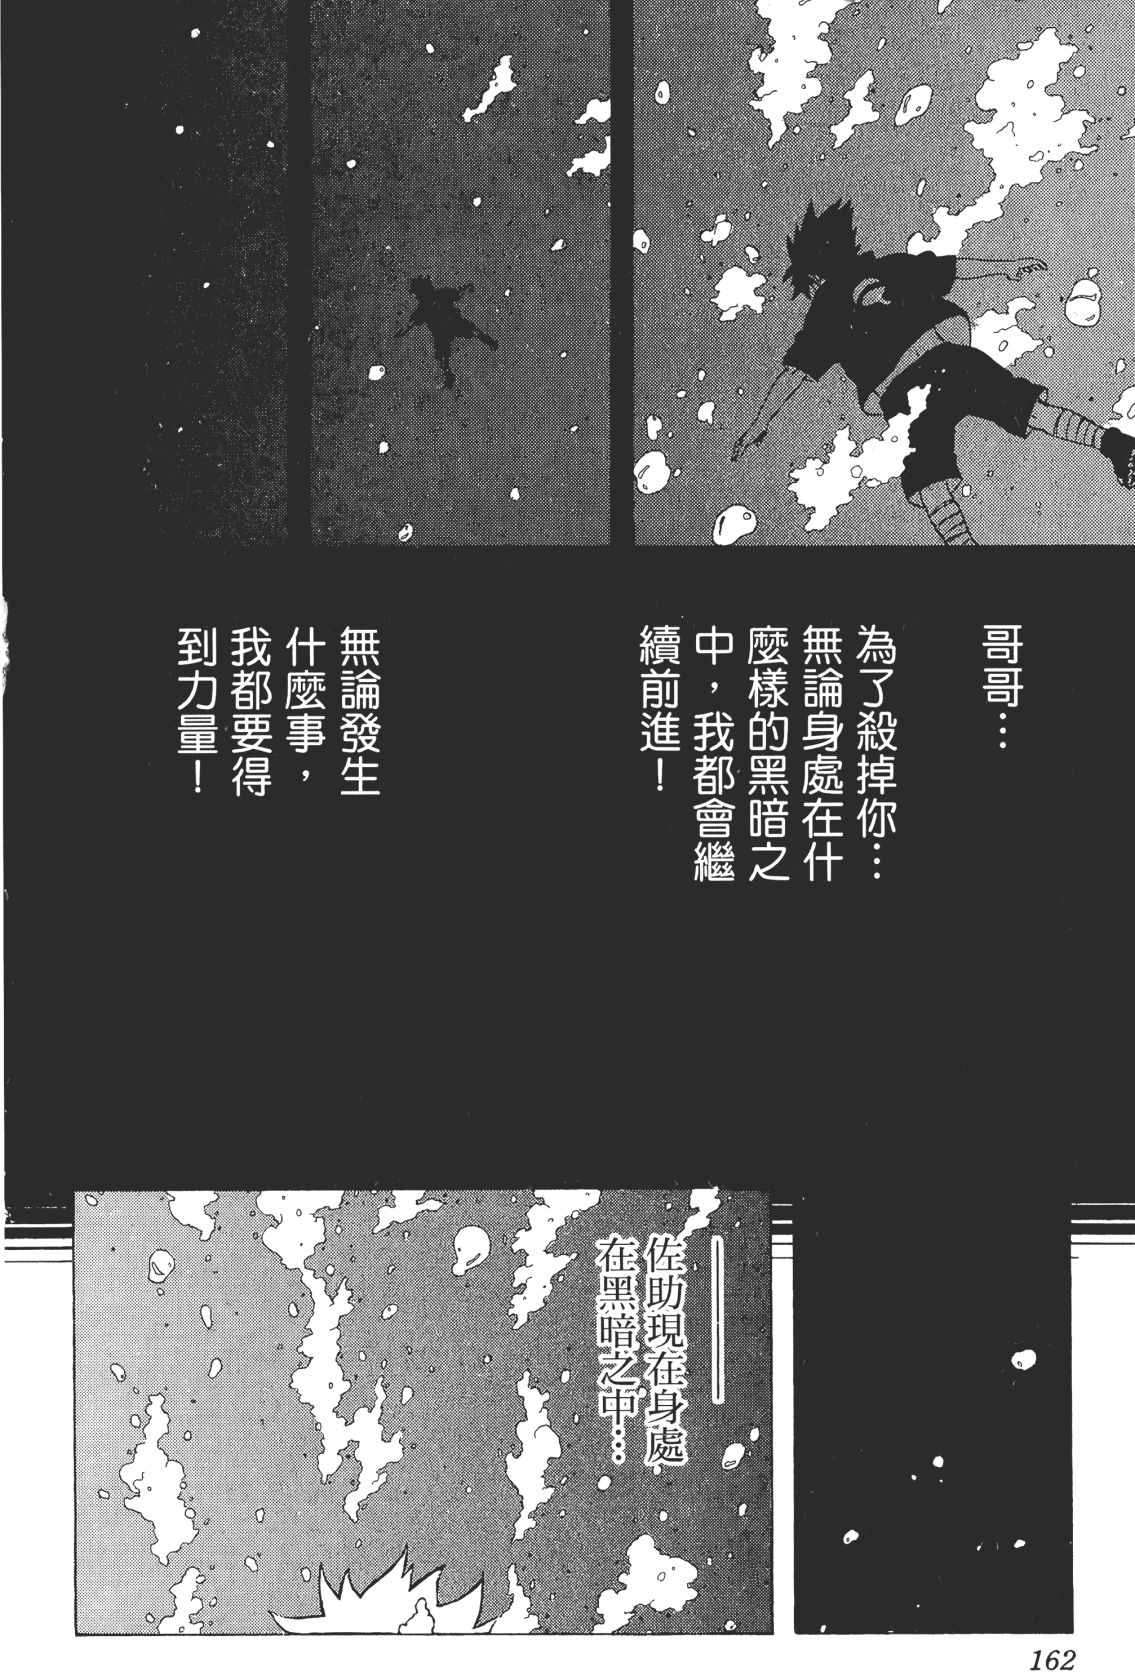 哥哥…
為了殺掉你…
無論身處在什
麼樣的黑暗之
中，我都會繼
續前進！
無論發生
什麼事，
我都要得
到力量！
——
佐助現在身處
在黑暗之中…
162